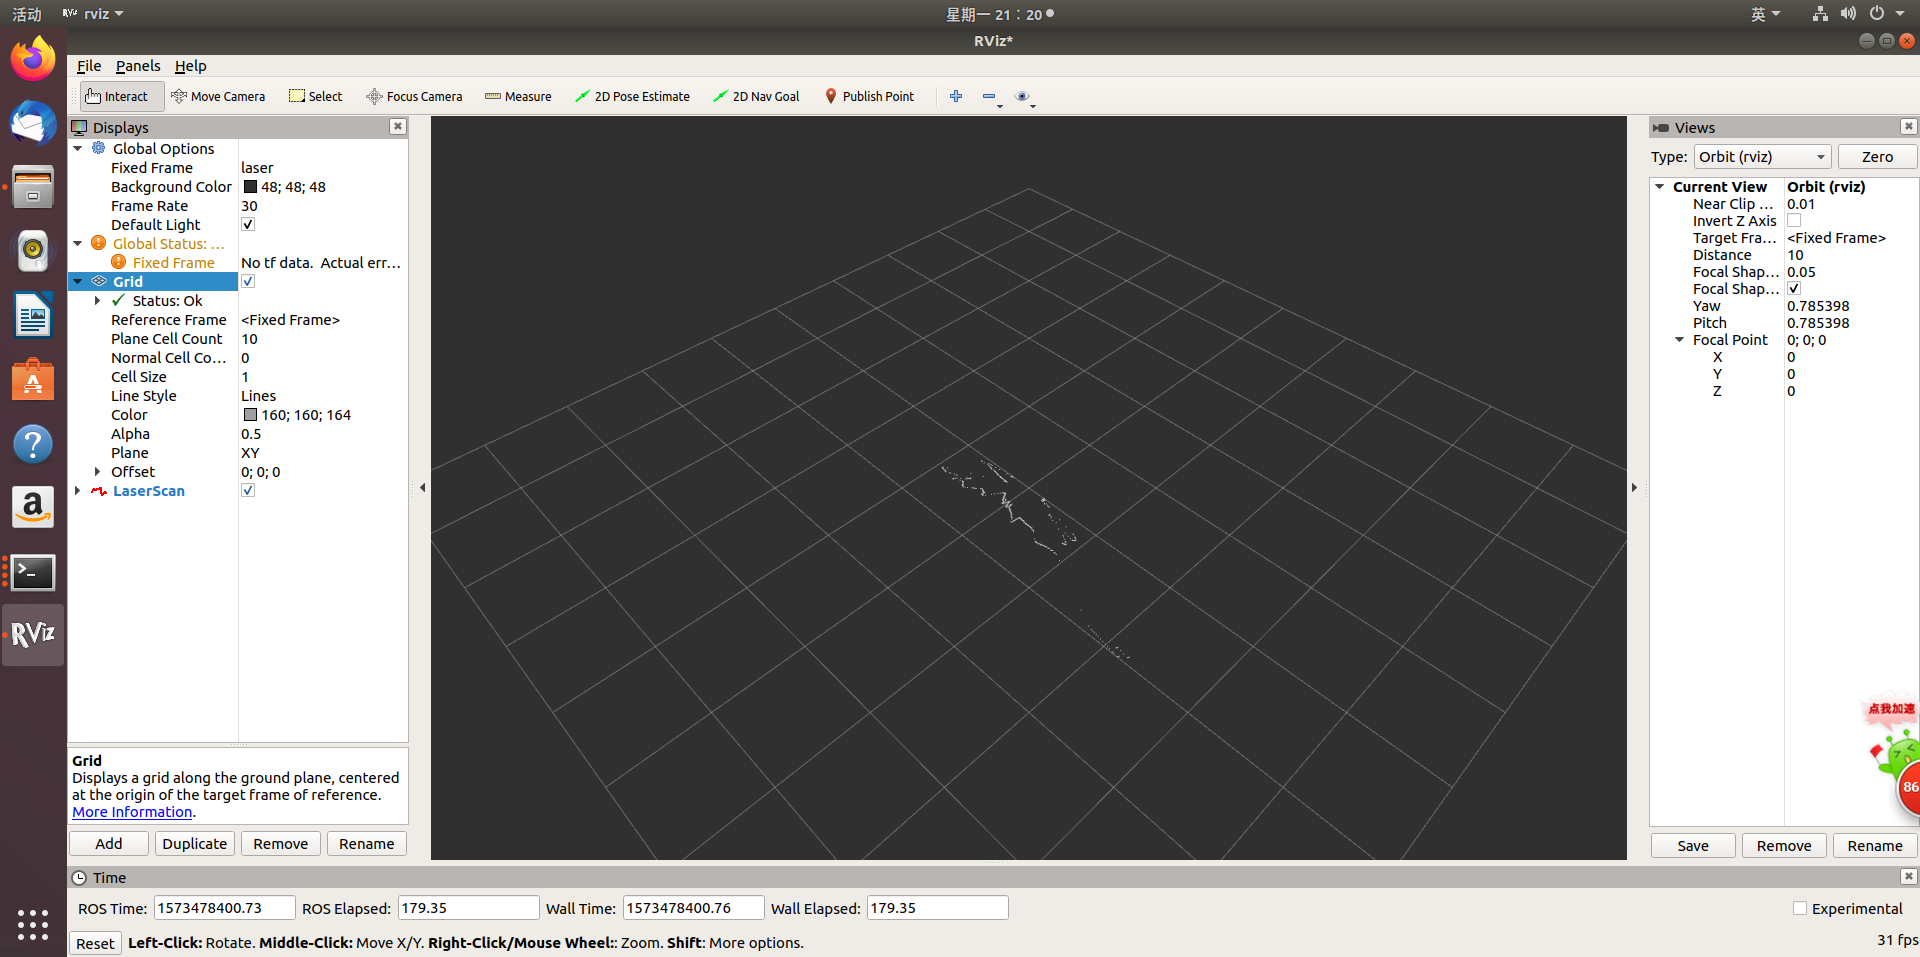 活动 rviz 星期一 21：20 英
RViz*
File Panels Help
Interact Move Camera Select Focus Camera Measure 2D Pose Estimate 2D Nav Goal Publish Point
Displays
Global Options
Fixed Frame laser
Background Color 48; 48; 48
Frame Rate 30
Default Light
Global Status: ...
Fixed Frame No tf data. Actual err...
Grid
Status: Ok
Reference Frame <Fixed Frame>
Plane Cell Count 10
Normal Cell Co... 0
Cell Size 1
Line Style Lines
Color 160; 160; 164
Alpha 0.5
Plane XY
Offset 0; 0; 0
LaserScan
Grid
Displays a grid along the ground plane, centered
at the origin of the target frame of reference.
More Information.
Add Duplicate Remove Rename
Views
Type: Orbit (rviz) Zero
Current View Orbit (rviz)
Near Clip ... 0.01
Invert Z Axis
Target Fra... <Fixed Frame>
Distance 10
Focal Shap... 0.05
Focal Shap...
Yaw 0.785398
Pitch 0.785398
Focal Point 0; 0; 0
X 0
Y 0
Z 0
点我加速
86
Save Remove Rename
Time
ROS Time: 1573478400.73 ROS Elapsed: 179.35 Wall Time: 1573478400.76 Wall Elapsed: 179.35 Experimental
Reset Left-Click: Rotate. Middle-Click: Move X/Y. Right-Click/Mouse Wheel:: Zoom. Shift: More options. 31 fps
RViz